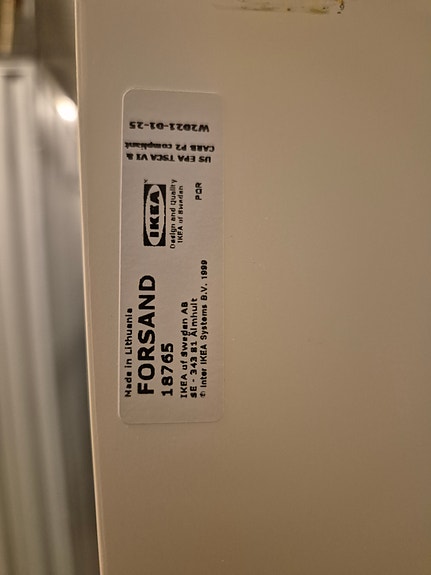 Made in Lithuania
FORSAND
18765
IKEA of Sweden AB
SE - 343 81 Älmhult
© Inter IKEA Systems B.V. 1999
IKEA
Design and Quality
IKEA of Sweden
PQR
US EPA TSCA VI &
CARB P2 compliant
W2021-01-25